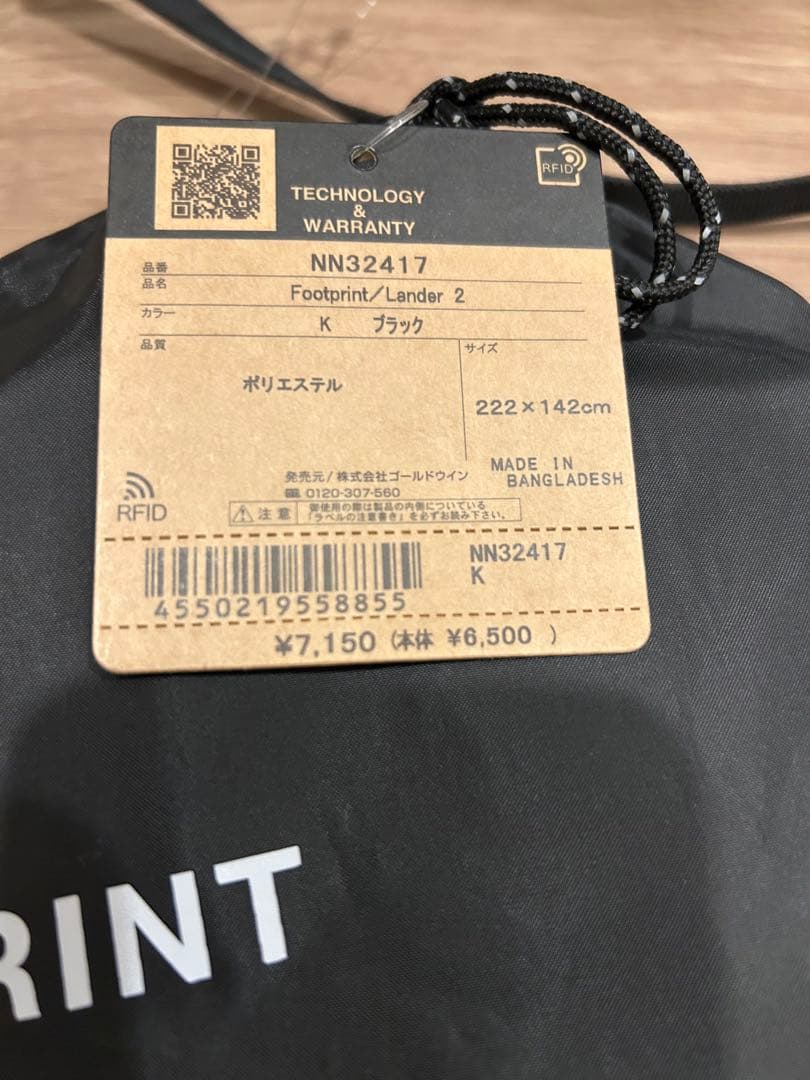 TECHNOLOGY
&
WARRANTY
RFID
品番 NN32417
品名 Footprint/Lander 2
カラー K ブラック
品質 ポリエステル
サイズ 222×142cm
MADE IN
BANGLADESH
RFID
発売元/株式会社ゴールドウイン
0120-307-560
注意 御使用の際は製品の内側についている
「ラベルの注意書き」を必ずお読み下さい。
4550219558855
NN32417
K
¥7,150 (本体 ¥6,500 )
RINT